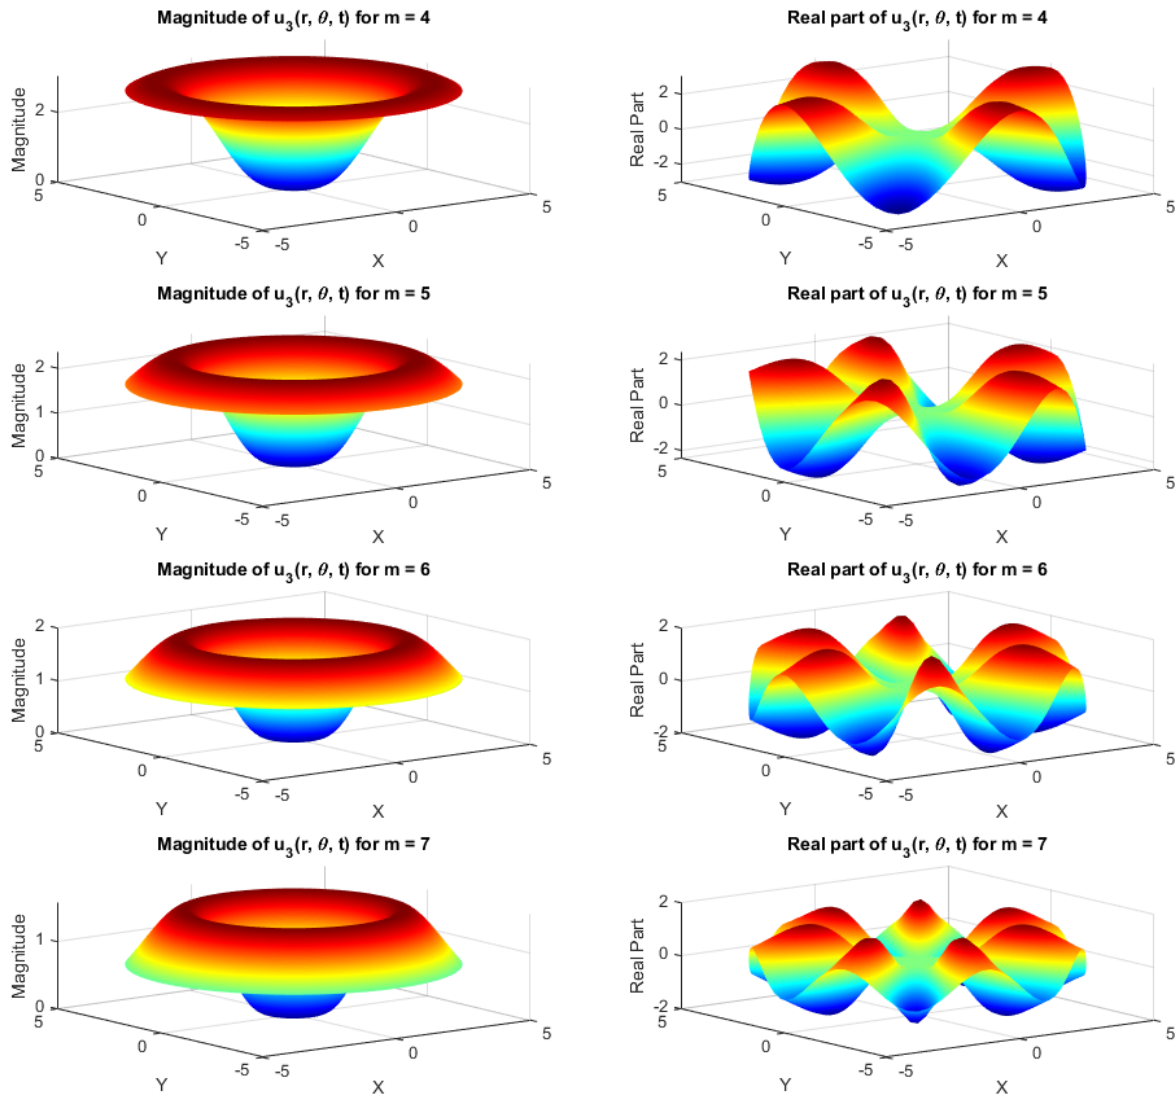 Magnitude of u3(r, θ, t) for m = 4
Magnitude
2
0
5
0
-5
Y
-5
0
5
X
Real part of u3(r, θ, t) for m = 4
Real Part
2
0
-2
5
0
-5
Y
-5
0
5
X
Magnitude of u3(r, θ, t) for m = 5
Magnitude
2
1
0
5
0
-5
Y
-5
0
5
X
Real part of u3(r, θ, t) for m = 5
Real Part
2
0
-2
5
0
-5
Y
-5
0
5
X
Magnitude of u3(r, θ, t) for m = 6
Magnitude
2
1
0
5
0
-5
Y
-5
0
5
X
Real part of u3(r, θ, t) for m = 6
Real Part
2
0
-2
5
0
-5
Y
-5
0
5
X
Magnitude of u3(r, θ, t) for m = 7
Magnitude
1
0
5
0
-5
Y
-5
0
5
X
Real part of u3(r, θ, t) for m = 7
Real Part
2
0
-2
5
0
-5
Y
-5
0
5
X